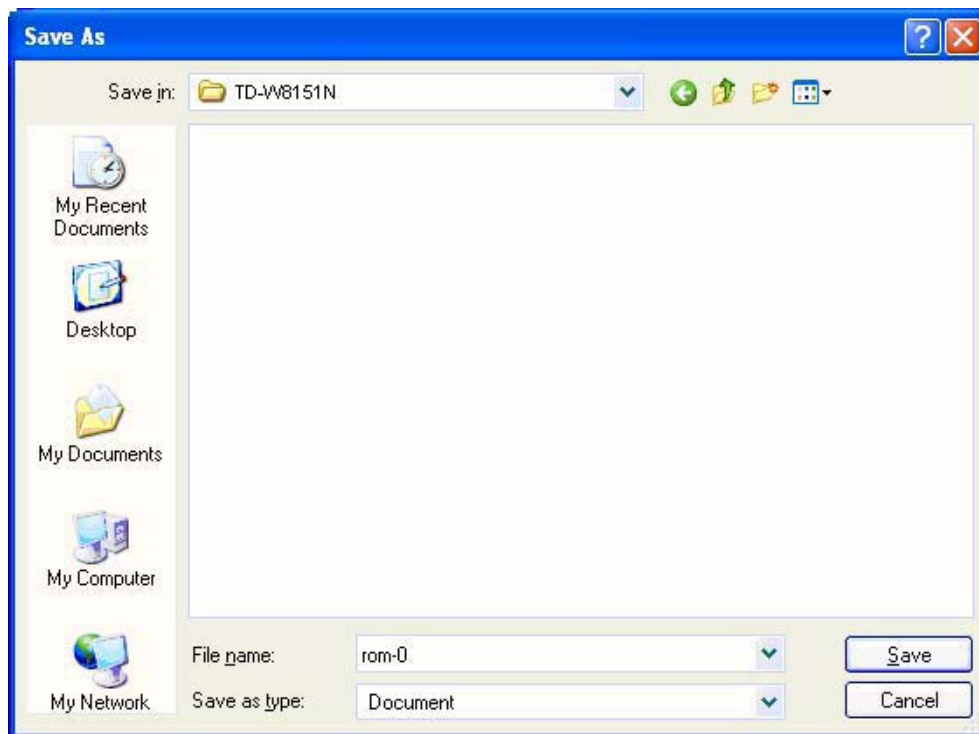 Save As
Save in: TD-W8151N
My Recent
Documents
Desktop
My Documents
My Computer
My Network
File name: rom-0
Save
Save as type: Document
Cancel